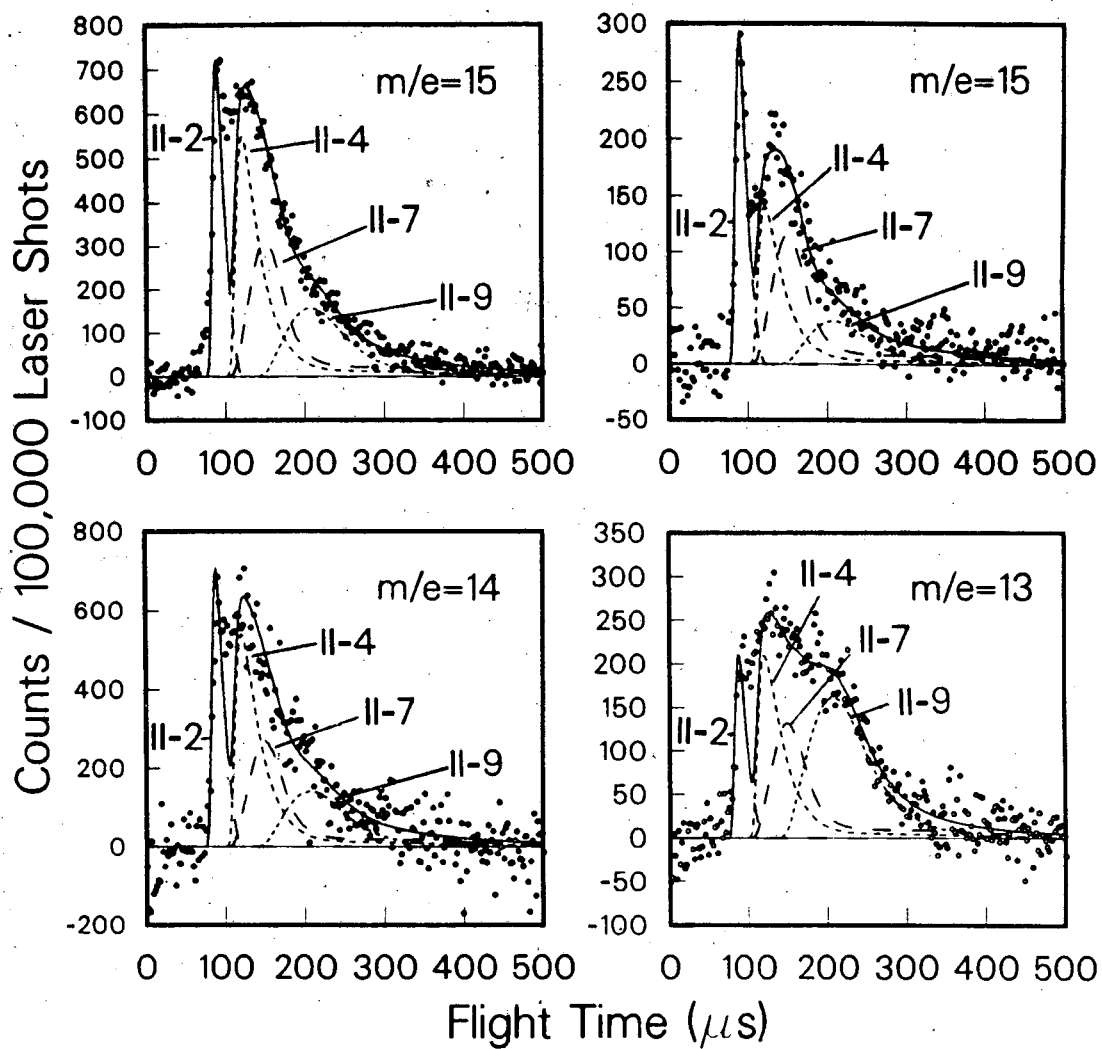 Counts / 100,000 Laser Shots
800
700
600
500
400
300
200
100
0
-100
m/e=15
II-2
II-4
II-7
II-9
0 100 200 300 400 500
300
250
200
150
100
50
0
-50
m/e=15
II-4
II-2
II-7
II-9
0 100 200 300 400 500
800
600
400
200
0
-200
m/e=14
II-4
II-7
II-2
II-9
0 100 200 300 400 500
350
300
250
200
150
100
50
0
-50
-100
II-4
m/e=13
II-7
II-9
II-2
0 100 200 300 400 500
Flight Time (μs)